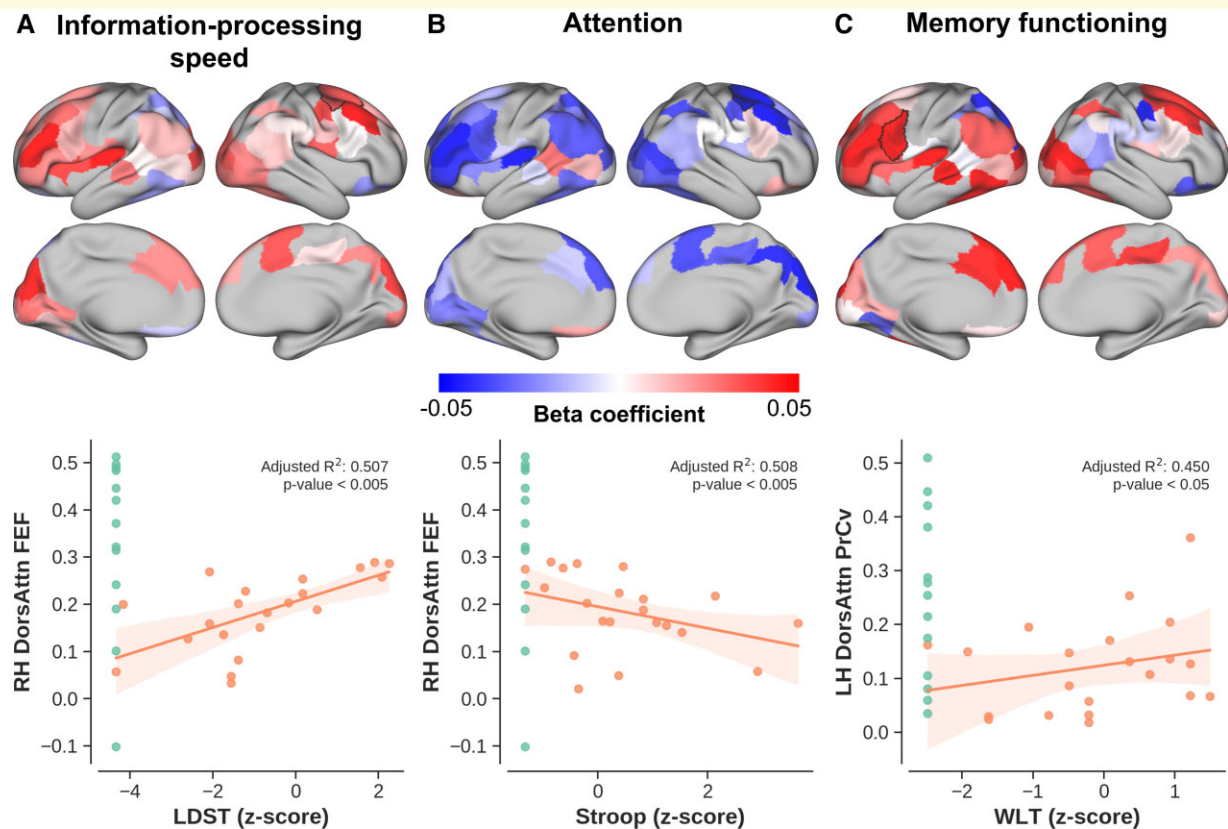 A Information-processing speed
B Attention
C Memory functioning
-0.05 0.05
Beta coefficient
Adjusted R²: 0.507
p-value < 0.005
RH DorsAttn FEF
0.5
0.4
0.3
0.2
0.1
0.0
−0.1
−4 −2 0 2
LDST (z-score)
Adjusted R²: 0.508
p-value < 0.005
RH DorsAttn FEF
0.5
0.4
0.3
0.2
0.1
0.0
−0.1
0 2
Stroop (z-score)
Adjusted R²: 0.450
p-value < 0.05
LH DorsAttn PrCv
0.5
0.4
0.3
0.2
0.1
0.0
−2 −1 0 1
WLT (z-score)